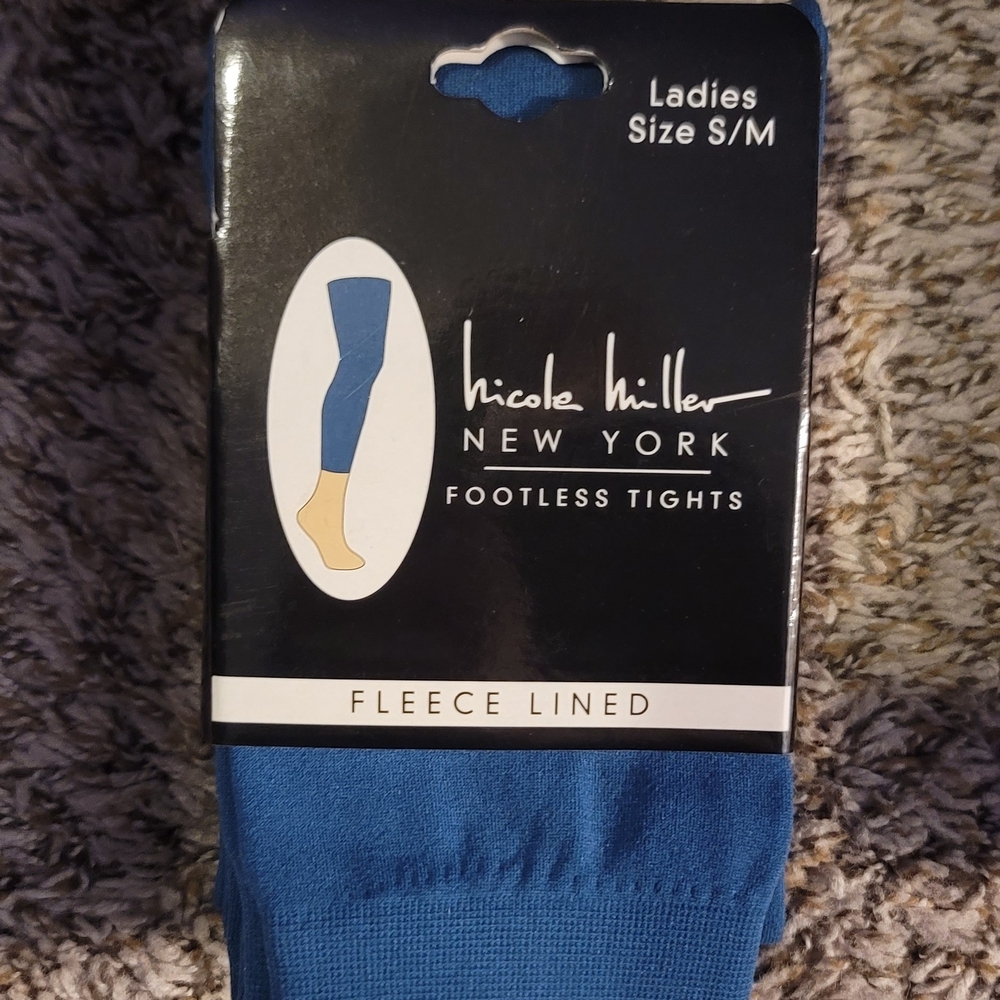 Ladies
Size S/M
nicole miller
NEW YORK
FOOTLESS TIGHTS
FLEECE LINED